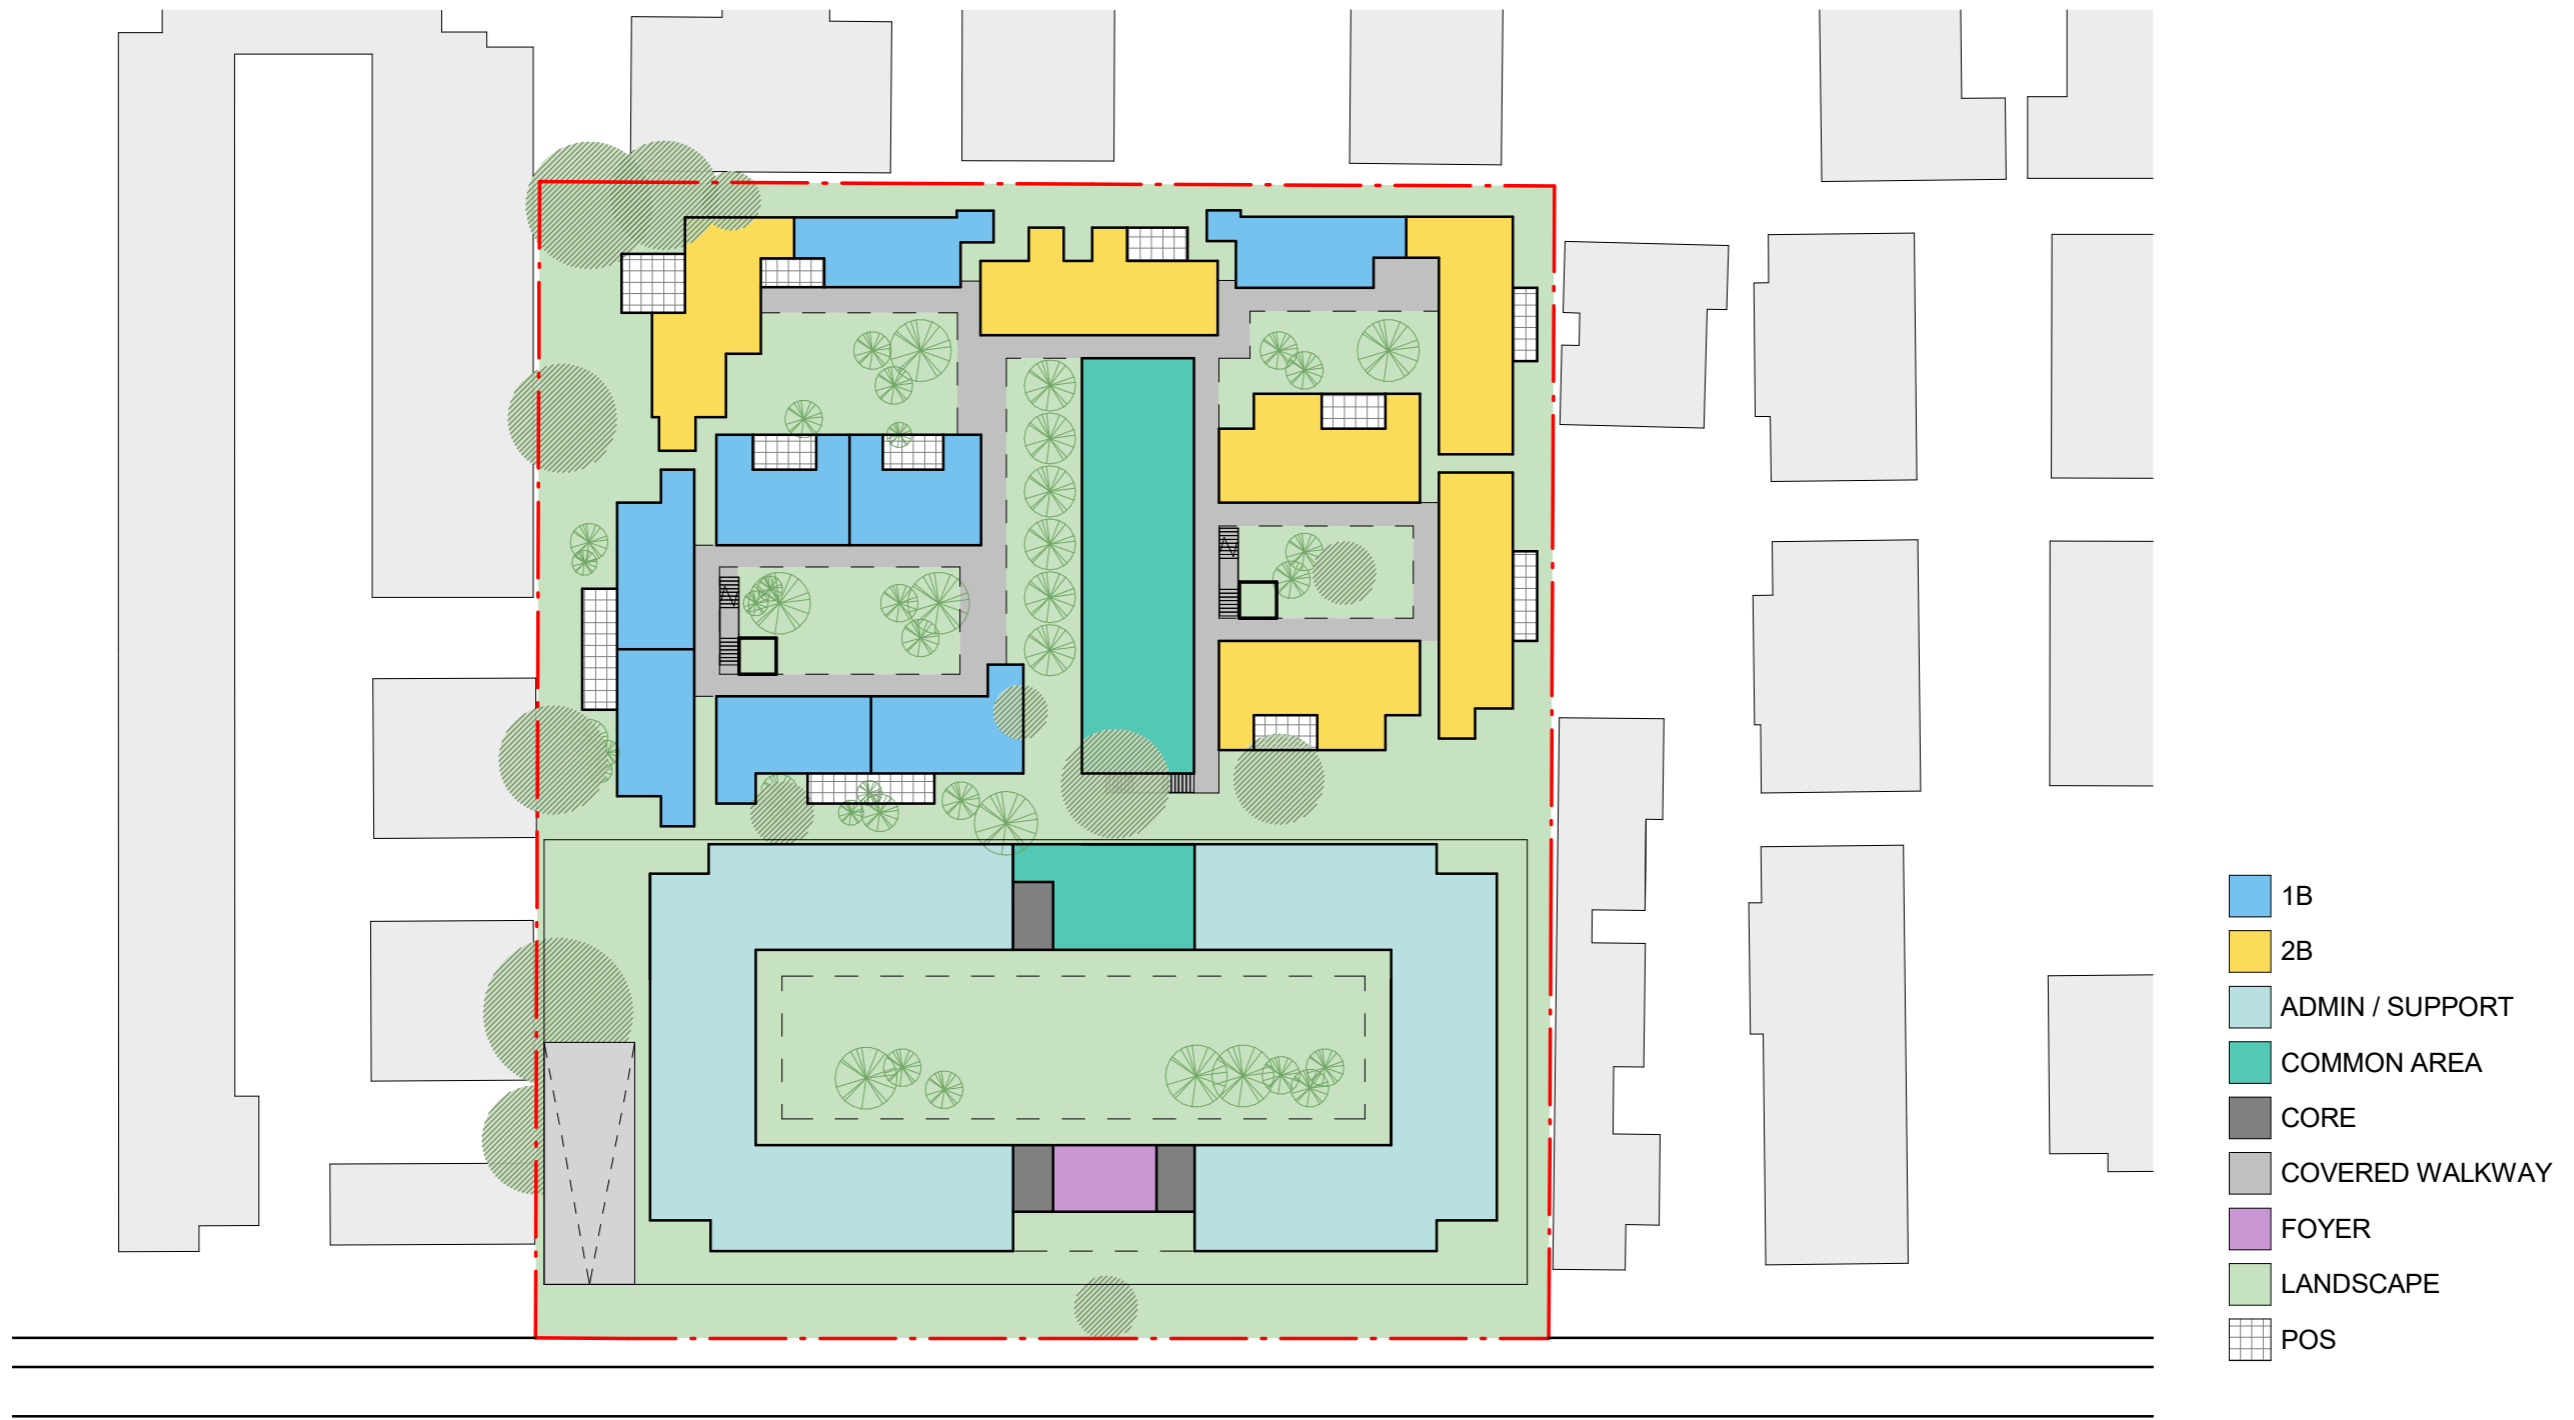 1B
2B
ADMIN / SUPPORT
COMMON AREA
CORE
COVERED WALKWAY
FOYER
LANDSCAPE
POS